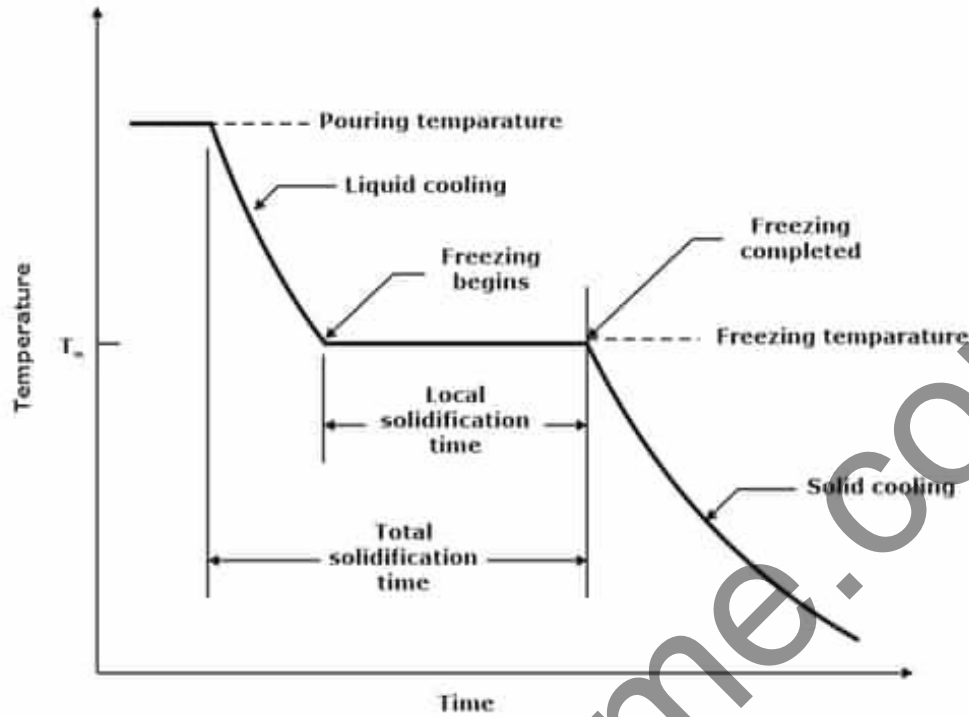 Pouring temparature
Liquid cooling
Freezing
begins
Freezing
completed
Temperature
Freezing temparature
Local
solidification
time
Solid cooling
Total
solidification
time
Time